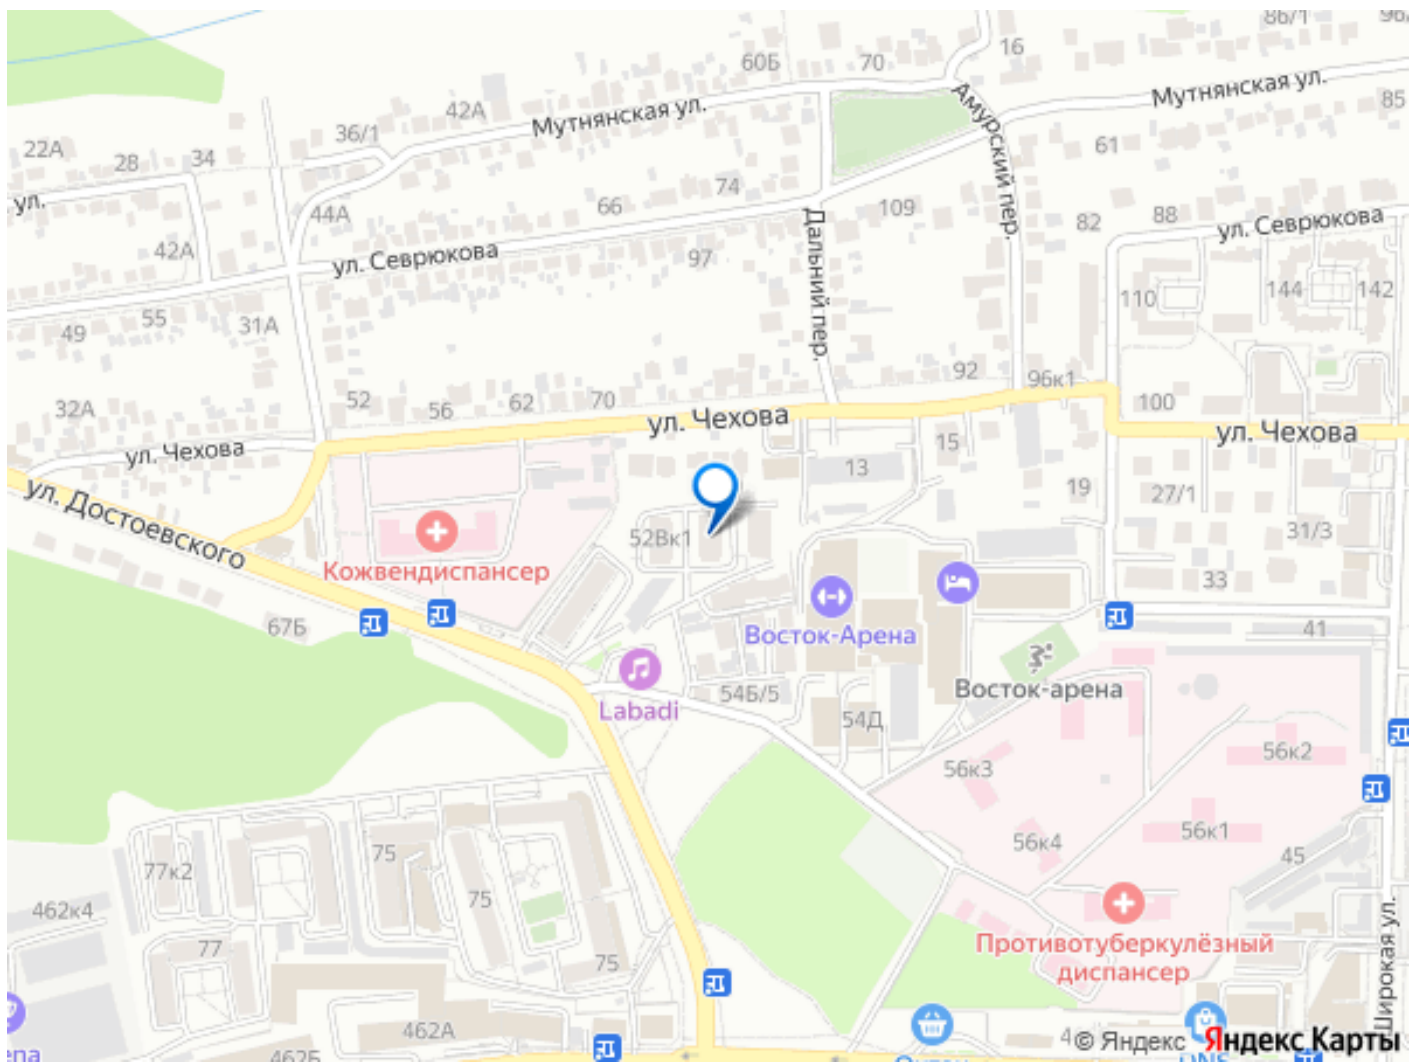 86/1
16
60Б
70
Мутнянская ул.
42А
Мутнянская ул.
Амурский пер.
85
36/1
22А
28
34
61
ул.
74
66
44А
109
82
88
ул. Севрюкова
42А
ул. Севрюкова
97
Дальний пер.
110
144
142
49
55
31А
92
96к1
32А
52
56
62
70
100
ул. Чехова
ул. Чехова
ул. Чехова
15
13
19
27/1
ул. Достоевского
52Вк1
31/3
Кожвендиспансер
33
67Б
Восток-Арена
41
54Б/5
Восток-арена
Labadi
54Д
56к3
56к2
56к1
56к4
75
77к2
45
75
462к4
77
Противотуберкулёзный
диспансер
75
Широкая ул.
462А
© Яндекс Яндекс Карты
462Б